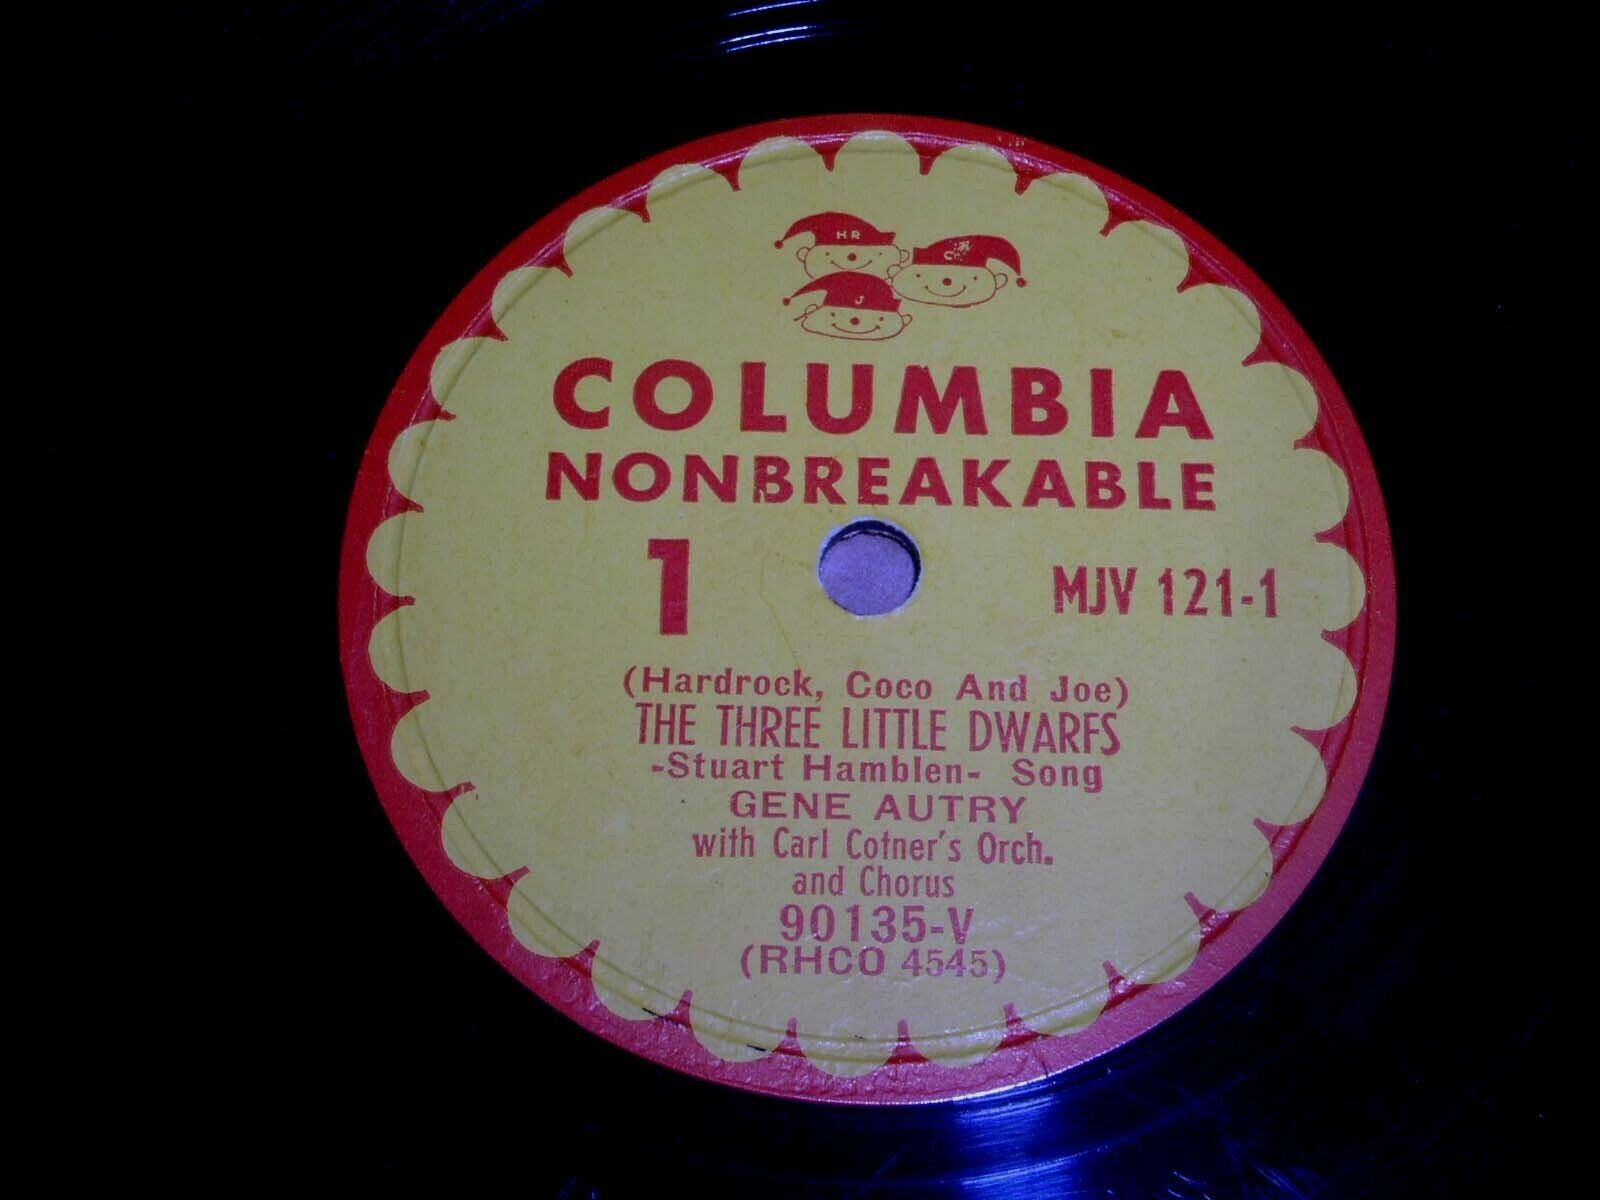 HR
C
J
COLUMBIA
NONBREAKABLE
1 MJV 121-1
(Hardrock, Coco And Joe)
THE THREE LITTLE DWARFS
-Stuart Hamblen- Song
GENE AUTRY
with Carl Cotner's Orch.
and Chorus
90135-V
(RHCO 4545)